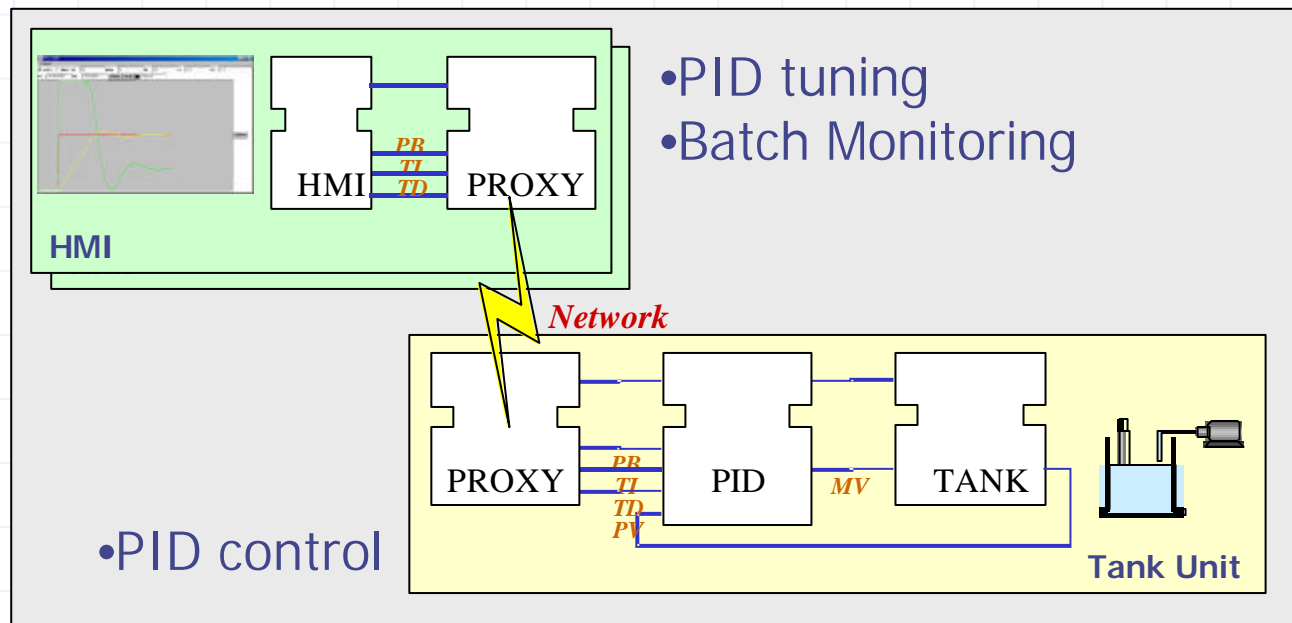 •PID tuning
•Batch Monitoring
PB
TI
TD
HMI
PROXY
HMI
Network
PROXY
PB
TI
TD
PV
PID
MV
TANK
•PID control
Tank Unit